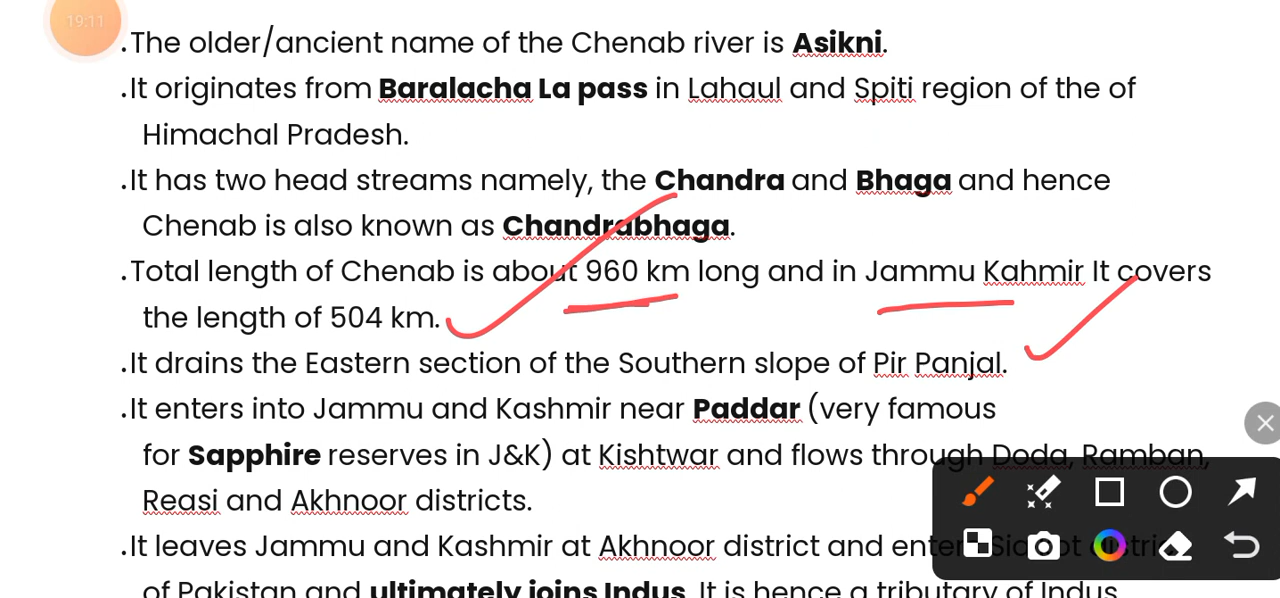 19:11
.The older/ancient name of the Chenab river is Asikni.
.It originates from Baralacha La pass in Lahaul and Spiti region of the of
Himachal Pradesh.
.It has two head streams namely, the Chandra and Bhaga and hence
Chenab is also known as Chandrabhaga.
.Total length of Chenab is about 960 km long and in Jammu Kahmir It covers
the length of 504 km.
.It drains the Eastern section of the Southern slope of Pir Panjal.
.It enters into Jammu and Kashmir near Paddar (very famous
for Sapphire reserves in J&K) at Kishtwar and flows through Doda, Ramban,
Reasi and Akhnoor districts.
.It leaves Jammu and Kashmir at Akhnoor district and enter
of Pakistan and ultimately joins Indus. It is hence a tributary of Indus